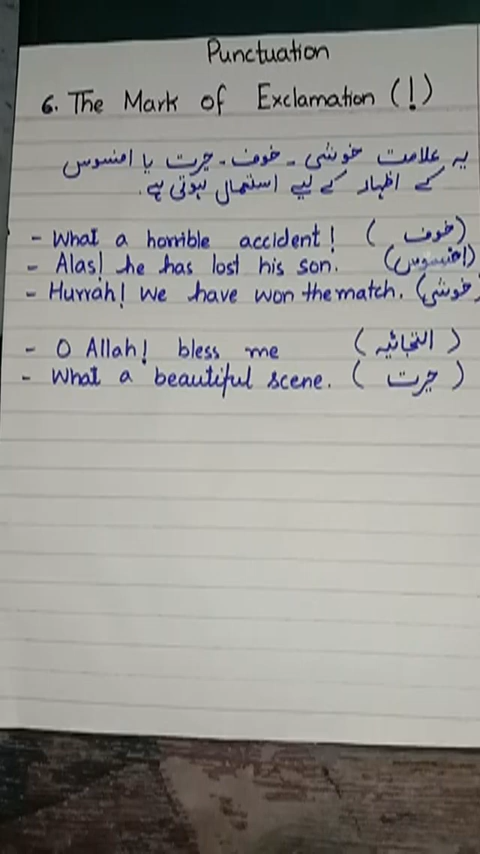 Punctuation
6. The Mark of Exclamation (!)
یہ علامت خوشی - خوف - حیرت یا افسوس
کے اظہار کے لیے استعمال ہوتی ہے.
- What a horrible accident! (خوف)
- Alas! he has lost his son. (افسوس)
- Hurrah! We have won the match. (خوشی)
- O Allah! bless me (التجائیہ)
- What a beautiful scene. (حیرت)